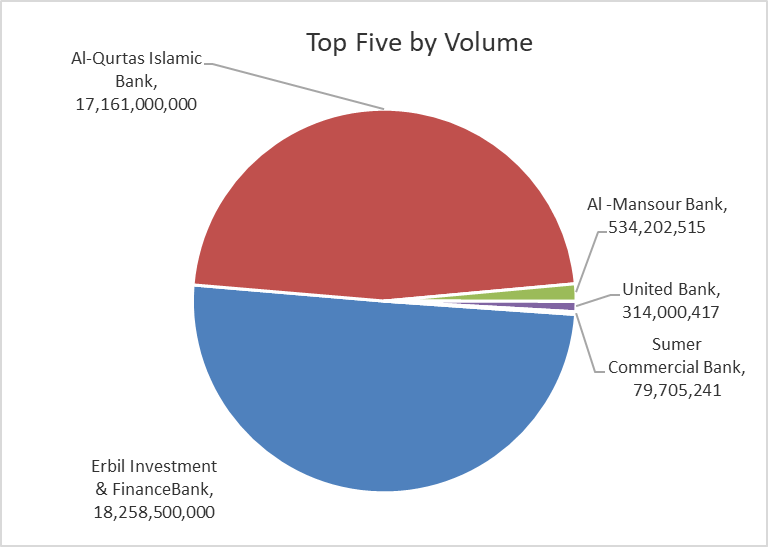 Top Five by Volume
Al-Qurtas Islamic
Bank,
17,161,000,000
Al -Mansour Bank,
534,202,515
United Bank,
314,000,417
Sumer
Commercial Bank,
79,705,241
Erbil Investment
& FinanceBank,
18,258,500,000